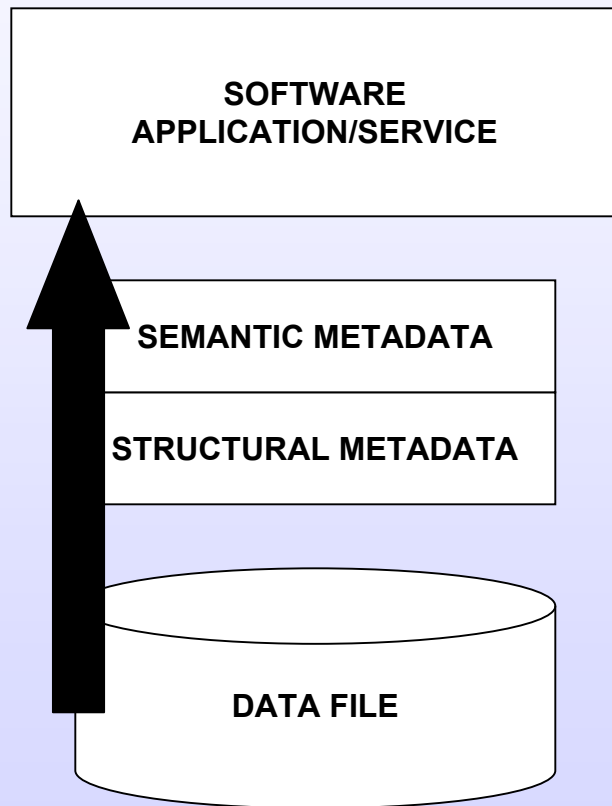 SOFTWARE
APPLICATION/SERVICE
SEMANTIC METADATA
STRUCTURAL METADATA
DATA FILE